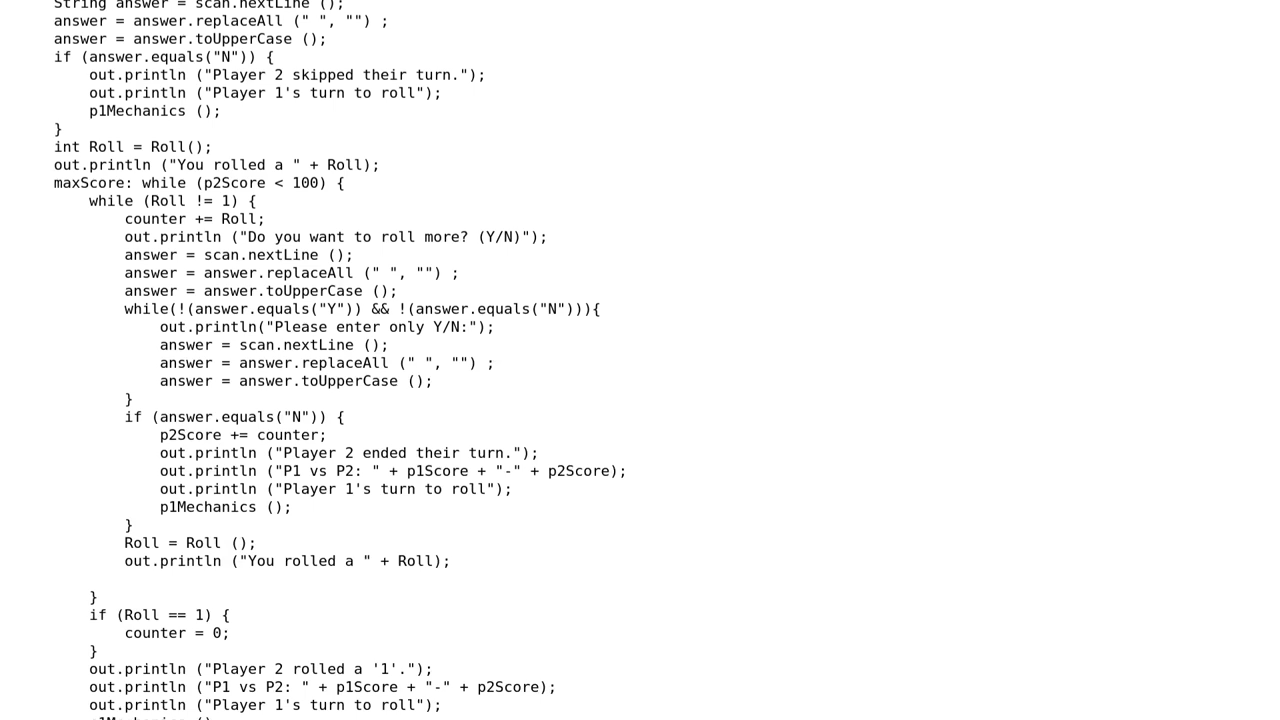 String answer = scan.nextLine ();
answer = answer.replaceAll (" ", "") ;
answer = answer.toUpperCase ();
if (answer.equals("N")) {
    out.println ("Player 2 skipped their turn.");
    out.println ("Player 1's turn to roll");
    p1Mechanics ();
}
int Roll = Roll();
out.println ("You rolled a " + Roll);
maxScore: while (p2Score < 100) {
    while (Roll != 1) {
        counter += Roll;
        out.println ("Do you want to roll more? (Y/N)");
        answer = scan.nextLine ();
        answer = answer.replaceAll (" ", "") ;
        answer = answer.toUpperCase ();
        while(!(answer.equals("Y")) && !(answer.equals("N"))){
            out.println("Please enter only Y/N:");
            answer = scan.nextLine ();
            answer = answer.replaceAll (" ", "") ;
            answer = answer.toUpperCase ();
        }
        if (answer.equals("N")) {
            p2Score += counter;
            out.println ("Player 2 ended their turn.");
            out.println ("P1 vs P2: " + p1Score + "-" + p2Score);
            out.println ("Player 1's turn to roll");
            p1Mechanics ();
        }
        Roll = Roll ();
        out.println ("You rolled a " + Roll);
    }
    if (Roll == 1) {
        counter = 0;
    }
    out.println ("Player 2 rolled a '1'.");
    out.println ("P1 vs P2: " + p1Score + "-" + p2Score);
    out.println ("Player 1's turn to roll");